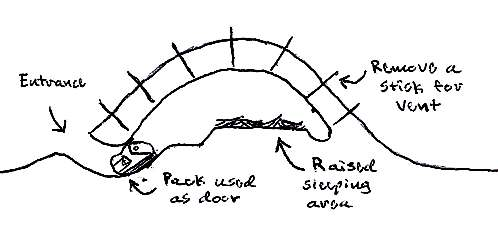 Entrance
Remove a
stick for
vent
Pack used
as door
Raised
sleeping
area